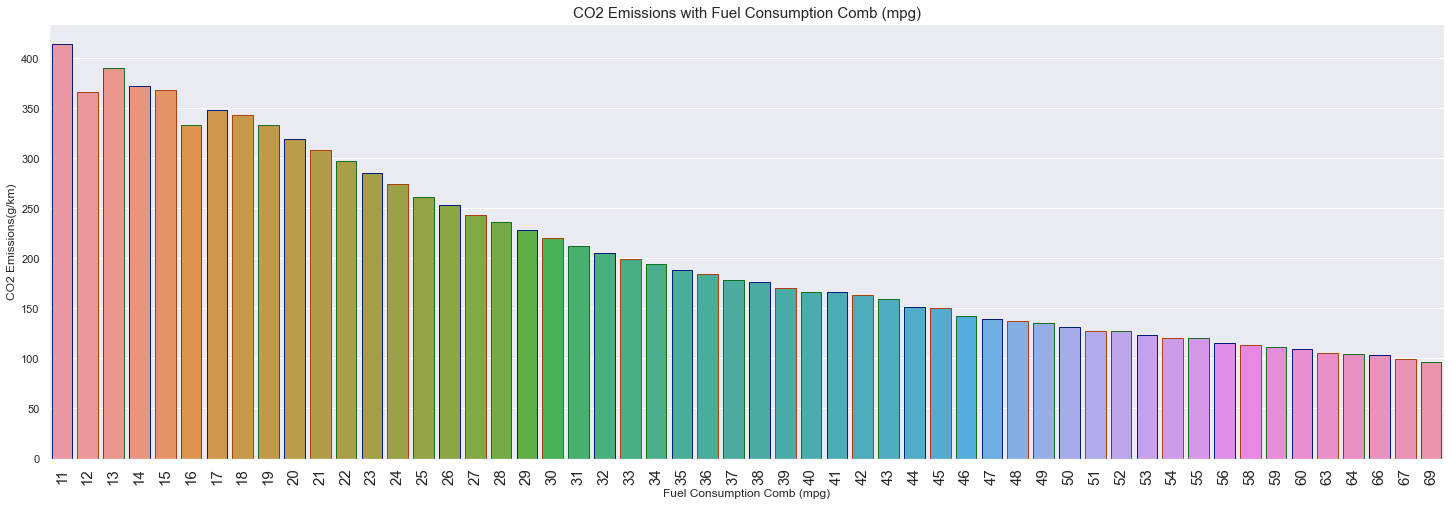 CO2 Emissions with Fuel Consumption Comb (mpg)
400
350
300
250
200
150
100
50
0
CO2 Emissions(g/km)
11 12 13 14 15 16 17 18 19 20 21 22 23 24 25 26 27 28 29 30 31 32 33 34 35 36 37 38 39 40 41 42 43 44 45 46 47 48 49 50 51 52 53 54 55 56 58 59 60 63 64 66 67 69
Fuel Consumption Comb (mpg)